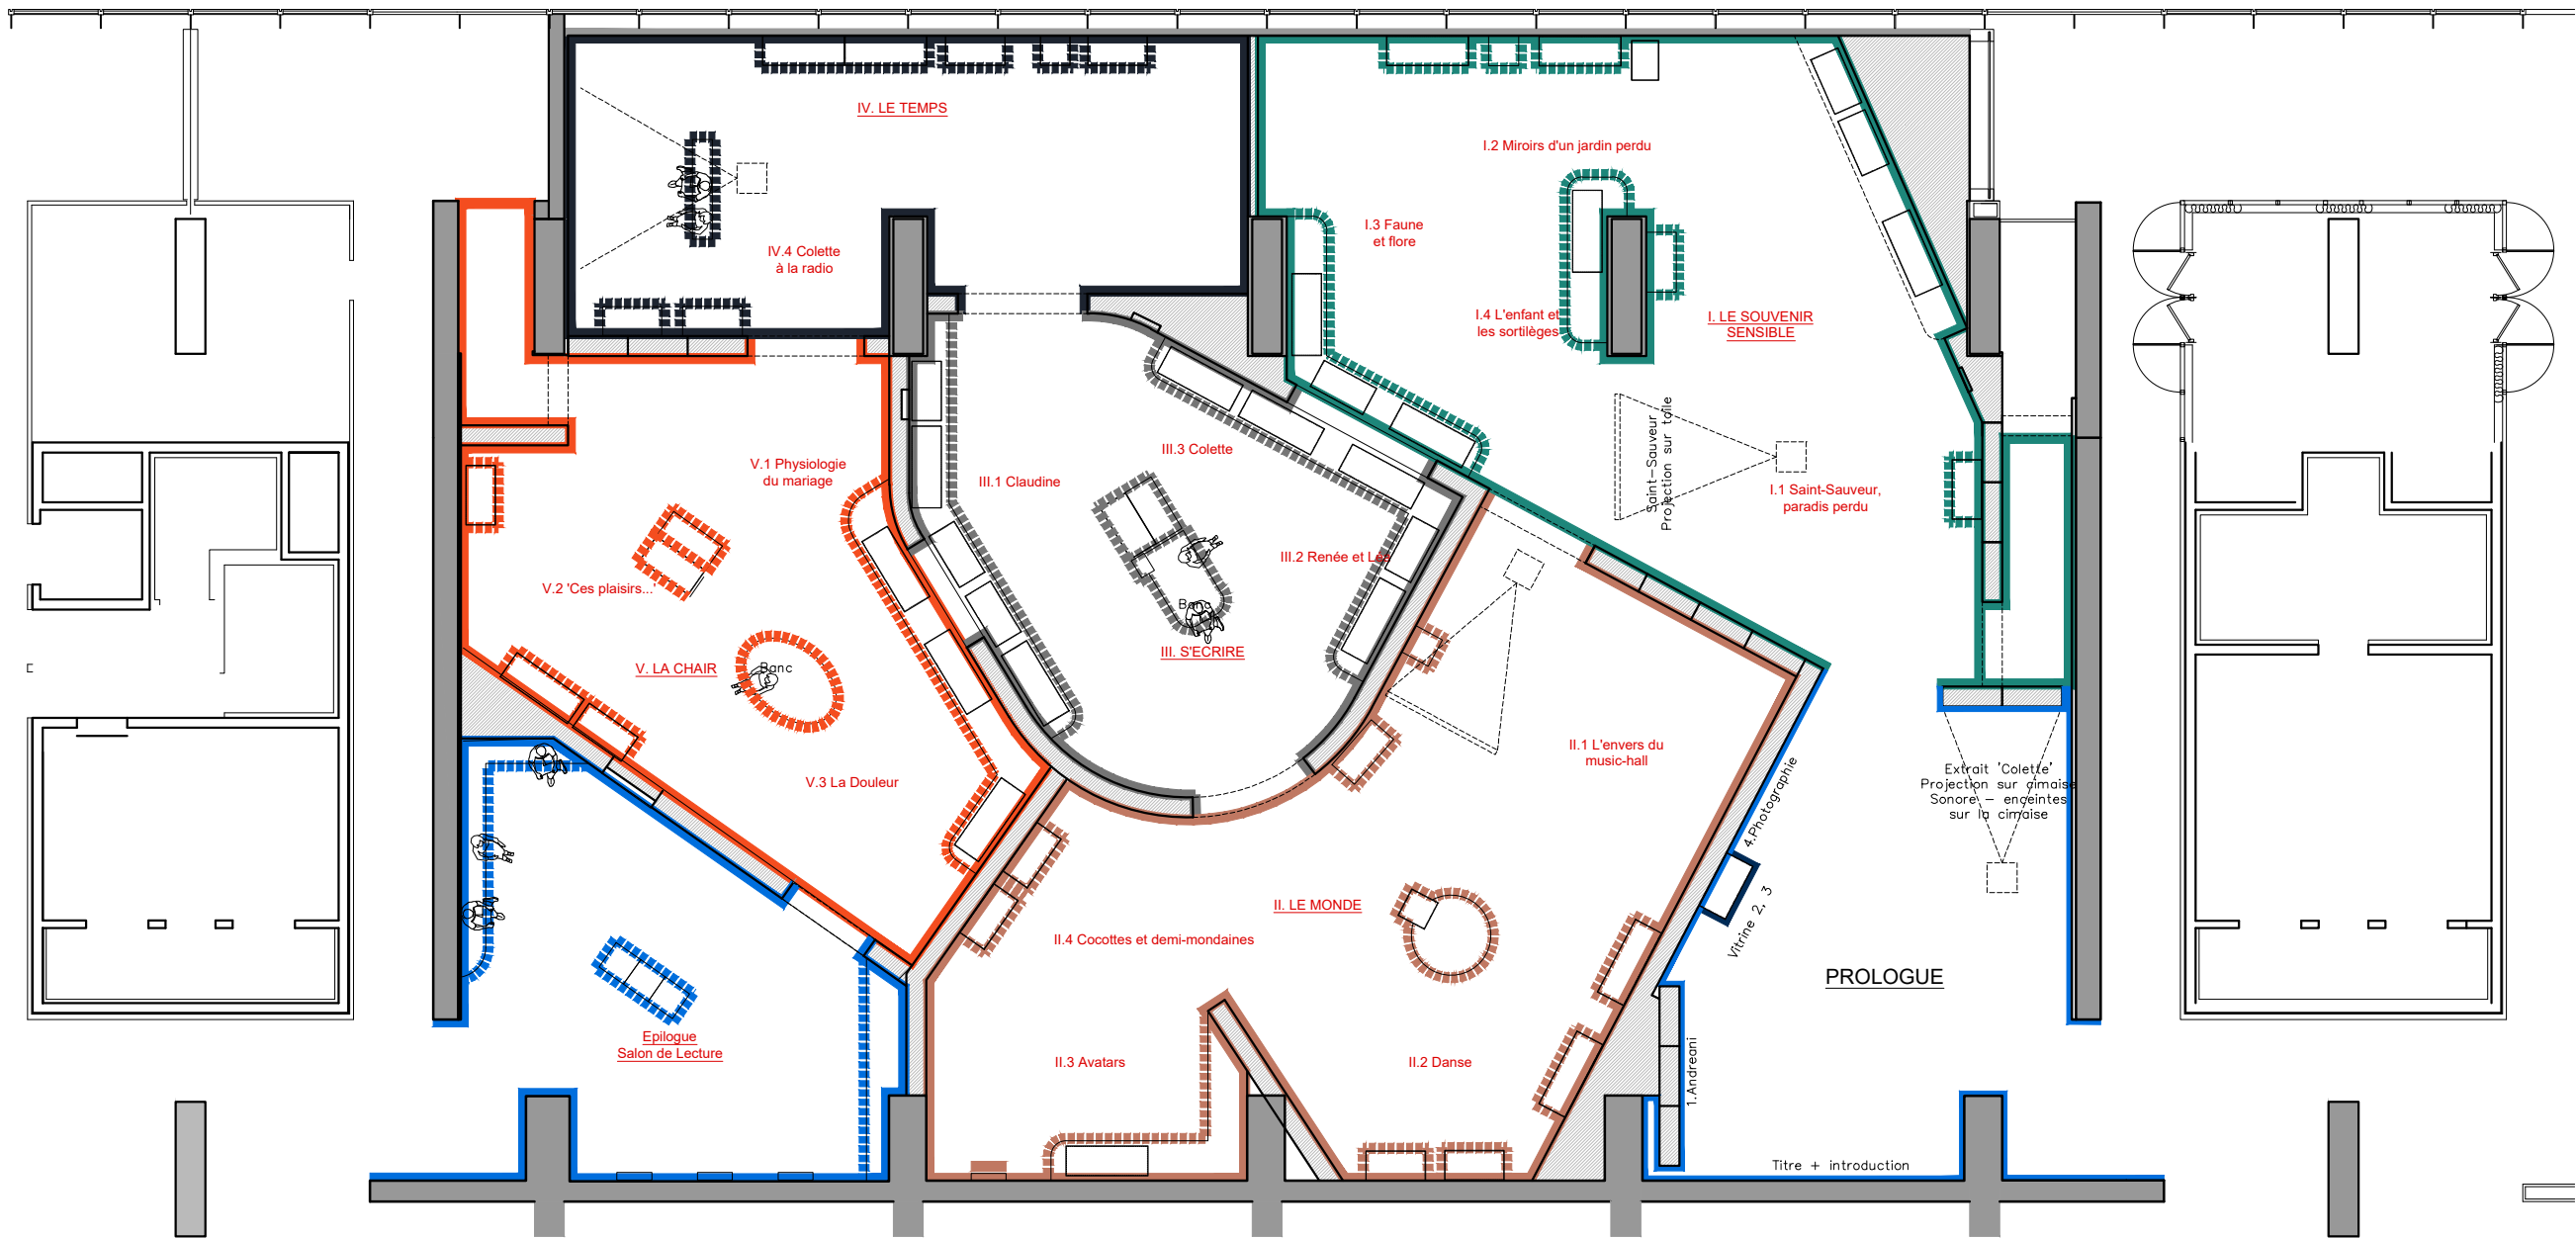 IV. LE TEMPS
IV.4 Colette
à la radio
I.2 Miroirs d'un jardin perdu
I.3 Faune
et flore
I.4 L'enfant et
les sortilèges
I. LE SOUVENIR
SENSIBLE
Saint-Sauveur
Projection sur toile
I.1 Saint-Sauveur,
paradis perdu
V.1 Physiologie
du mariage
V.2 'Ces plaisirs...'
V. LA CHAIR
Banc
V.3 La Douleur
III.3 Colette
III.1 Claudine
III.2 Renée et Léa
Banc
III. S'ECRIRE
II.1 L'envers du
music-hall
II. LE MONDE
II.4 Cocottes et demi-mondaines
II.3 Avatars
II.2 Danse
4.Photographie
Vitrine 2, 3
Extrait 'Colette'
Projection sur cimaise
Sonore - enceintes
sur la cimaise
PROLOGUE
1.Andreani
Titre + introduction
Epilogue
Salon de Lecture